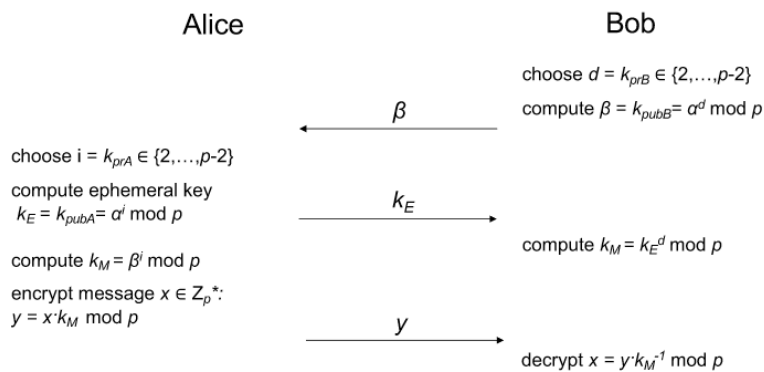 Alice
Bob
choose d = k_prB ∈ {2,…,p-2}
compute β = k_pubB= α^d mod p
β
choose i = k_prA ∈ {2,…,p-2}
compute ephemeral key
k_E = k_pubA= α^i mod p
k_E
compute k_M = k_E^d mod p
compute k_M = β^i mod p
encrypt message x ∈ Z_p*:
y = x·k_M mod p
y
decrypt x = y·k_M^-1 mod p